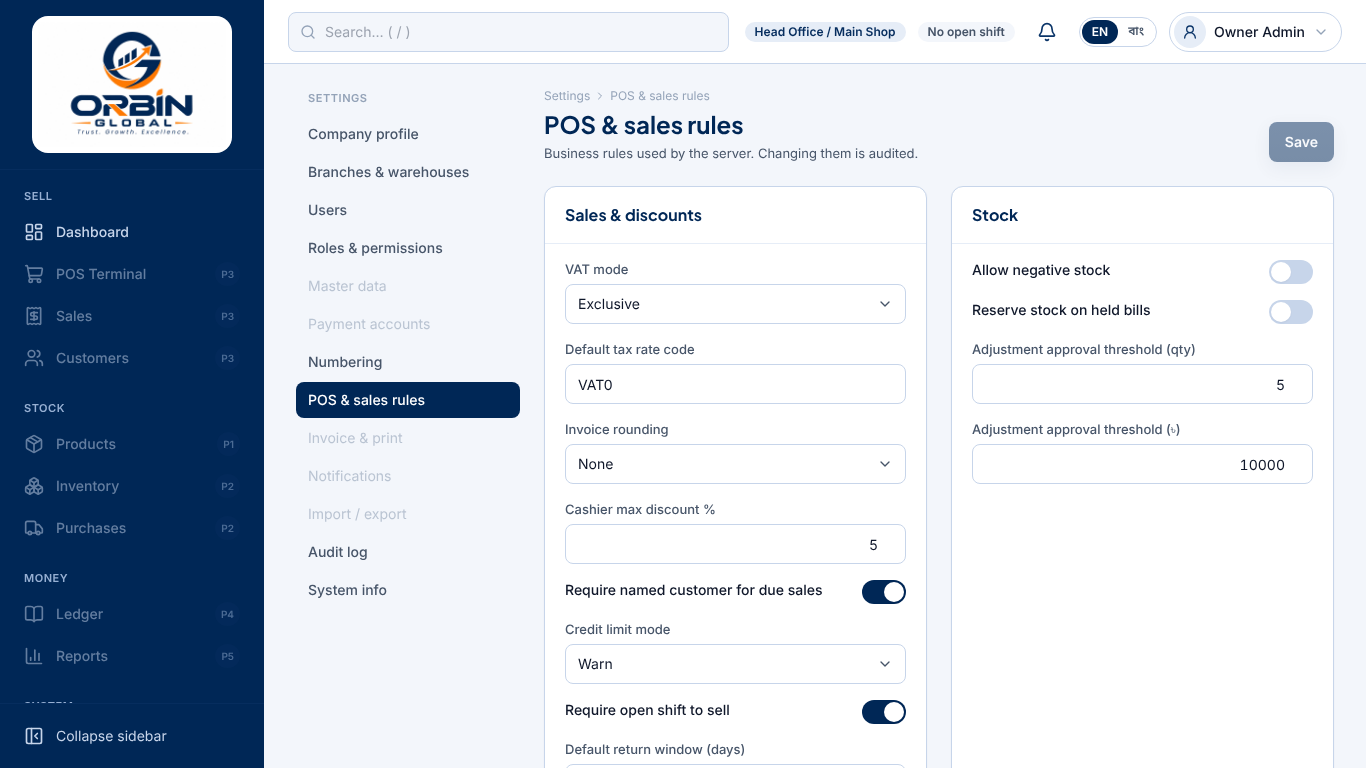 ORBIN
GLOBAL
Trust. Growth. Excellence.
SELL
Dashboard
POS Terminal P3
Sales P3
Customers P3
STOCK
Products P1
Inventory P2
Purchases P2
MONEY
Ledger P4
Reports P5
SYSTEM
Collapse sidebar
Search... ( / )
Head Office / Main Shop
No open shift
EN বাং
Owner Admin
SETTINGS
Company profile
Branches & warehouses
Users
Roles & permissions
Master data
Payment accounts
Numbering
POS & sales rules
Invoice & print
Notifications
Import / export
Audit log
System info
Settings > POS & sales rules
POS & sales rules
Business rules used by the server. Changing them is audited.
Save
Sales & discounts
VAT mode
Exclusive
Default tax rate code
VAT0
Invoice rounding
None
Cashier max discount %
5
Require named customer for due sales
Credit limit mode
Warn
Require open shift to sell
Default return window (days)
Stock
Allow negative stock
Reserve stock on held bills
Adjustment approval threshold (qty)
5
Adjustment approval threshold (৳)
10000